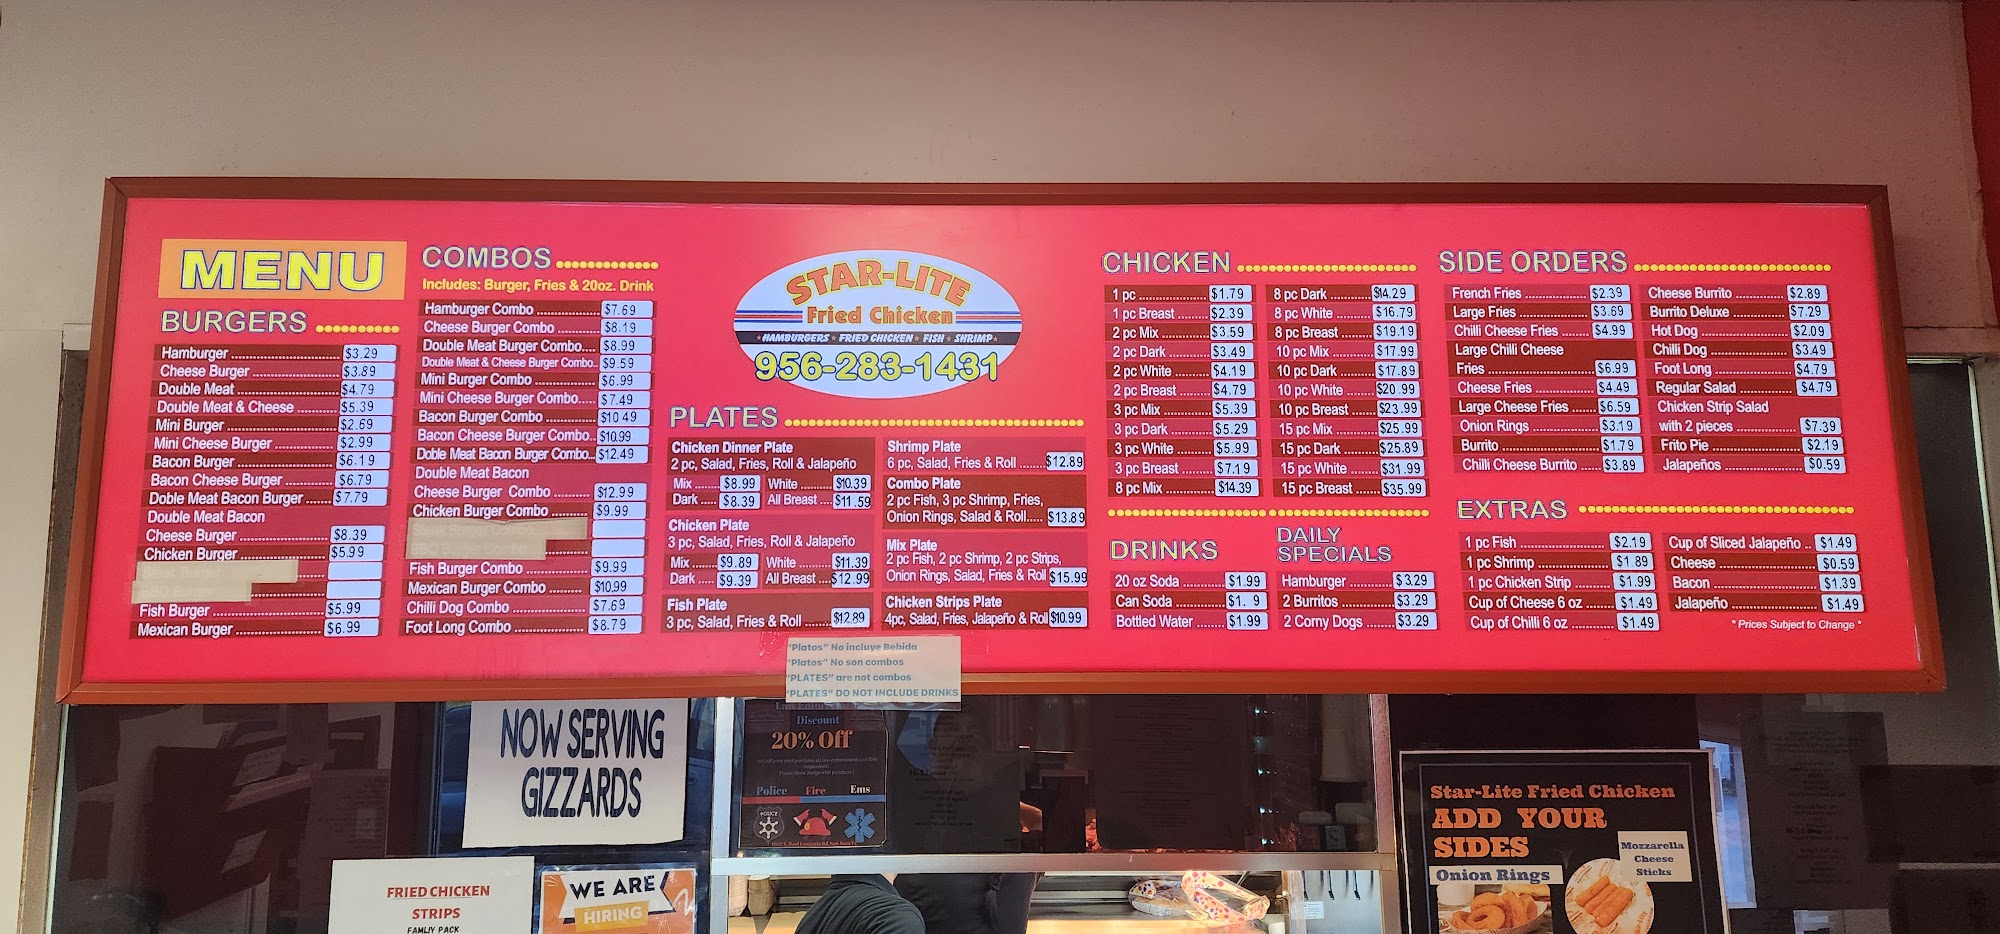 MENU
BURGERS
Hamburger $3.29
Cheese Burger $3.89
Double Meat $4.79
Double Meat & Cheese $5.39
Mini Burger $2.69
Mini Cheese Burger $2.99
Bacon Burger $6.19
Bacon Cheese Burger $6.79
Doble Meat Bacon Burger $7.79
Double Meat Bacon
Cheese Burger $8.39
Chicken Burger $5.99
Fish Burger $5.99
Mexican Burger $6.99
COMBOS
Includes: Burger, Fries & 20oz. Drink
Hamburger Combo $7.69
Cheese Burger Combo $8.19
Double Meat Burger Combo $8.99
Double Meat & Cheese Burger Combo $9.59
Mini Burger Combo $6.99
Mini Cheese Burger Combo $7.49
Bacon Burger Combo $10 49
Bacon Cheese Burger Combo $10.99
Doble Meat Bacon Burger Combo $12.49
Double Meat Bacon
Cheese Burger Combo $12.99
Chicken Burger Combo $9.99
Fish Burger Combo $9.99
Mexican Burger Combo $10.99
Chilli Dog Combo $7.69
Foot Long Combo $8.79
STAR-LITE
Fried Chicken
HAMBURGERS * FRIED CHICKEN * FISH * SHRIMP
956-283-1431
PLATES
Chicken Dinner Plate
2 pc, Salad, Fries, Roll & Jalapeño
Mix $8.99 White $10.39
Dark $8.39 All Breast $11.59
Chicken Plate
3 pc, Salad, Fries, Roll & Jalapeño
Mix $9.89 White $11.39
Dark $9.39 All Breast $12.99
Fish Plate
3 pc, Salad, Fries & Roll $12.89
Shrimp Plate
6 pc, Salad, Fries & Roll $12.89
Combo Plate
2 pc Fish, 3 pc Shrimp, Fries,
Onion Rings, Salad & Roll $13.89
Mix Plate
2 pc Fish, 2 pc Shrimp, 2 pc Strips,
Onion Rings, Salad, Fries & Roll $15.99
Chicken Strips Plate
4pc, Salad, Fries, Jalapeño & Roll $10.99
"Platos" No incluye Bebida
"Platos" No son combos
"PLATES" are not combos
"PLATES" DO NOT INCLUDE DRINKS
CHICKEN
1 pc $1.79
1 pc Breast $2.39
2 pc Mix $3.59
2 pc Dark $3.49
2 pc White $4.19
2 pc Breast $4.79
3 pc Mix $5.39
3 pc Dark $5.29
3 pc White $5.99
3 pc Breast $7.19
8 pc Mix $14.39
8 pc Dark $14.29
8 pc White $16.79
8 pc Breast $19.19
10 pc Mix $17.99
10 pc Dark $17.89
10 pc White $20 99
10 pc Breast $23.99
15 pc Mix $25.99
15 pc Dark $25.89
15 pc White $31.99
15 pc Breast $35.99
DRINKS
20 oz Soda $1.99
Can Soda $1. 9
Bottled Water $1.99
DAILY
SPECIALS
Hamburger $3.29
2 Burritos $3.29
2 Corny Dogs $3.29
SIDE ORDERS
French Fries $2.39
Large Fries $3.69
Chilli Cheese Fries $4.99
Large Chilli Cheese
Fries $6.99
Cheese Fries $4.49
Large Cheese Fries $6.59
Onion Rings $3.19
Burrito $1.79
Chilli Cheese Burrito $3.89
Cheese Burrito $2.89
Burrito Deluxe $7.29
Hot Dog $2.09
Chilli Dog $3.49
Foot Long $4.79
Regular Salad $4.79
Chicken Strip Salad
with 2 pieces $7.39
Frito Pie $2.19
Jalapeños $0.59
EXTRAS
1 pc Fish $2.19
1 pc Shrimp $1.89
1 pc Chicken Strip $1.99
Cup of Cheese 6 oz $1.49
Cup of Chilli 6 oz $1.49
Cup of Sliced Jalapeño $1.49
Cheese $0.59
Bacon $1.39
Jalapeño $1.49
* Prices Subject to Change *
NOW SERVING
GIZZARDS
Discount
20% Off
Police Fire Ems
POLICE
FRIED CHICKEN
STRIPS
FAMLIY PACK
WE ARE
HIRING
Star-Lite Fried Chicken
ADD YOUR
SIDES
Onion Rings
Mozzarella
Cheese
Sticks